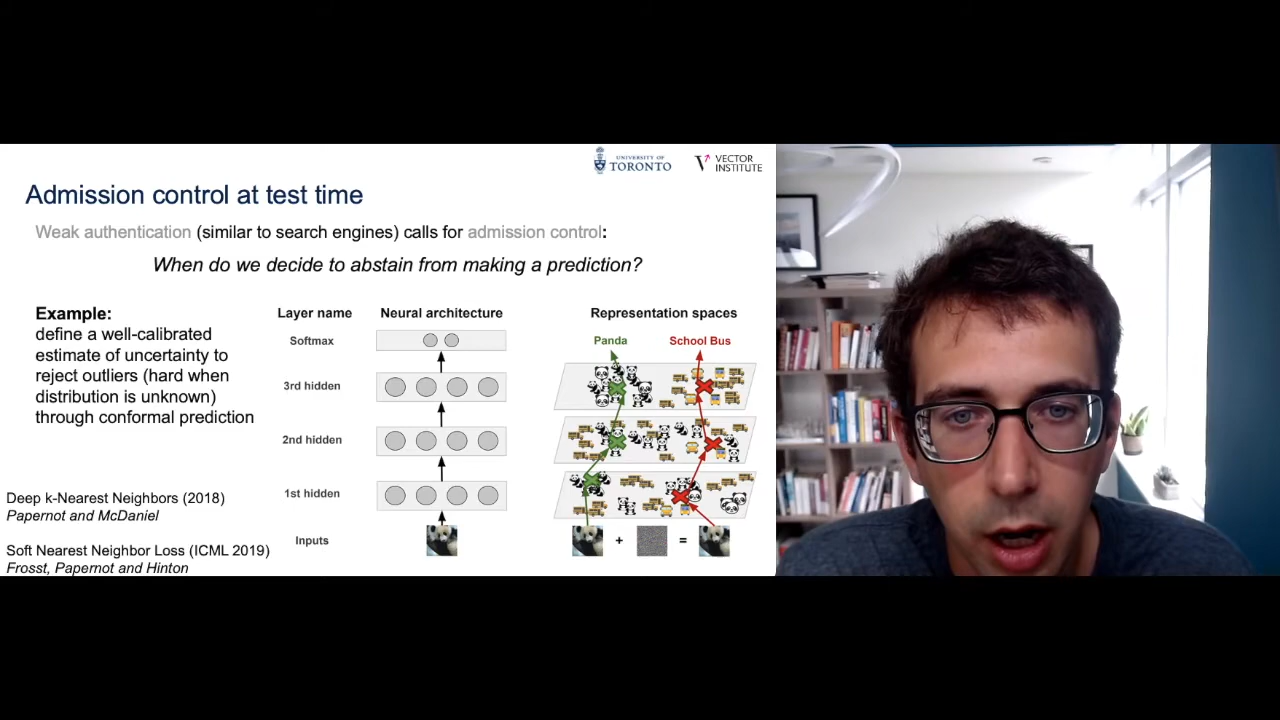 UNIVERSITY OF
TORONTO
VECTOR
INSTITUTE
Admission control at test time
Weak authentication (similar to search engines) calls for admission control:
When do we decide to abstain from making a prediction?
Example:
define a well-calibrated
estimate of uncertainty to
reject outliers (hard when
distribution is unknown)
through conformal prediction
Deep k-Nearest Neighbors (2018)
Papernot and McDaniel
Soft Nearest Neighbor Loss (ICML 2019)
Frosst, Papernot and Hinton
Layer name
Softmax
3rd hidden
2nd hidden
1st hidden
Inputs
Neural architecture
Representation spaces
Panda
School Bus
+
=